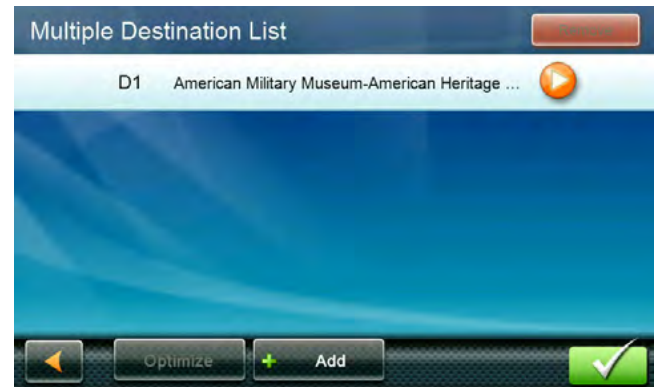 Multiple Destination List
D1 American Military Museum-American Heritage ...
Optimize
Add